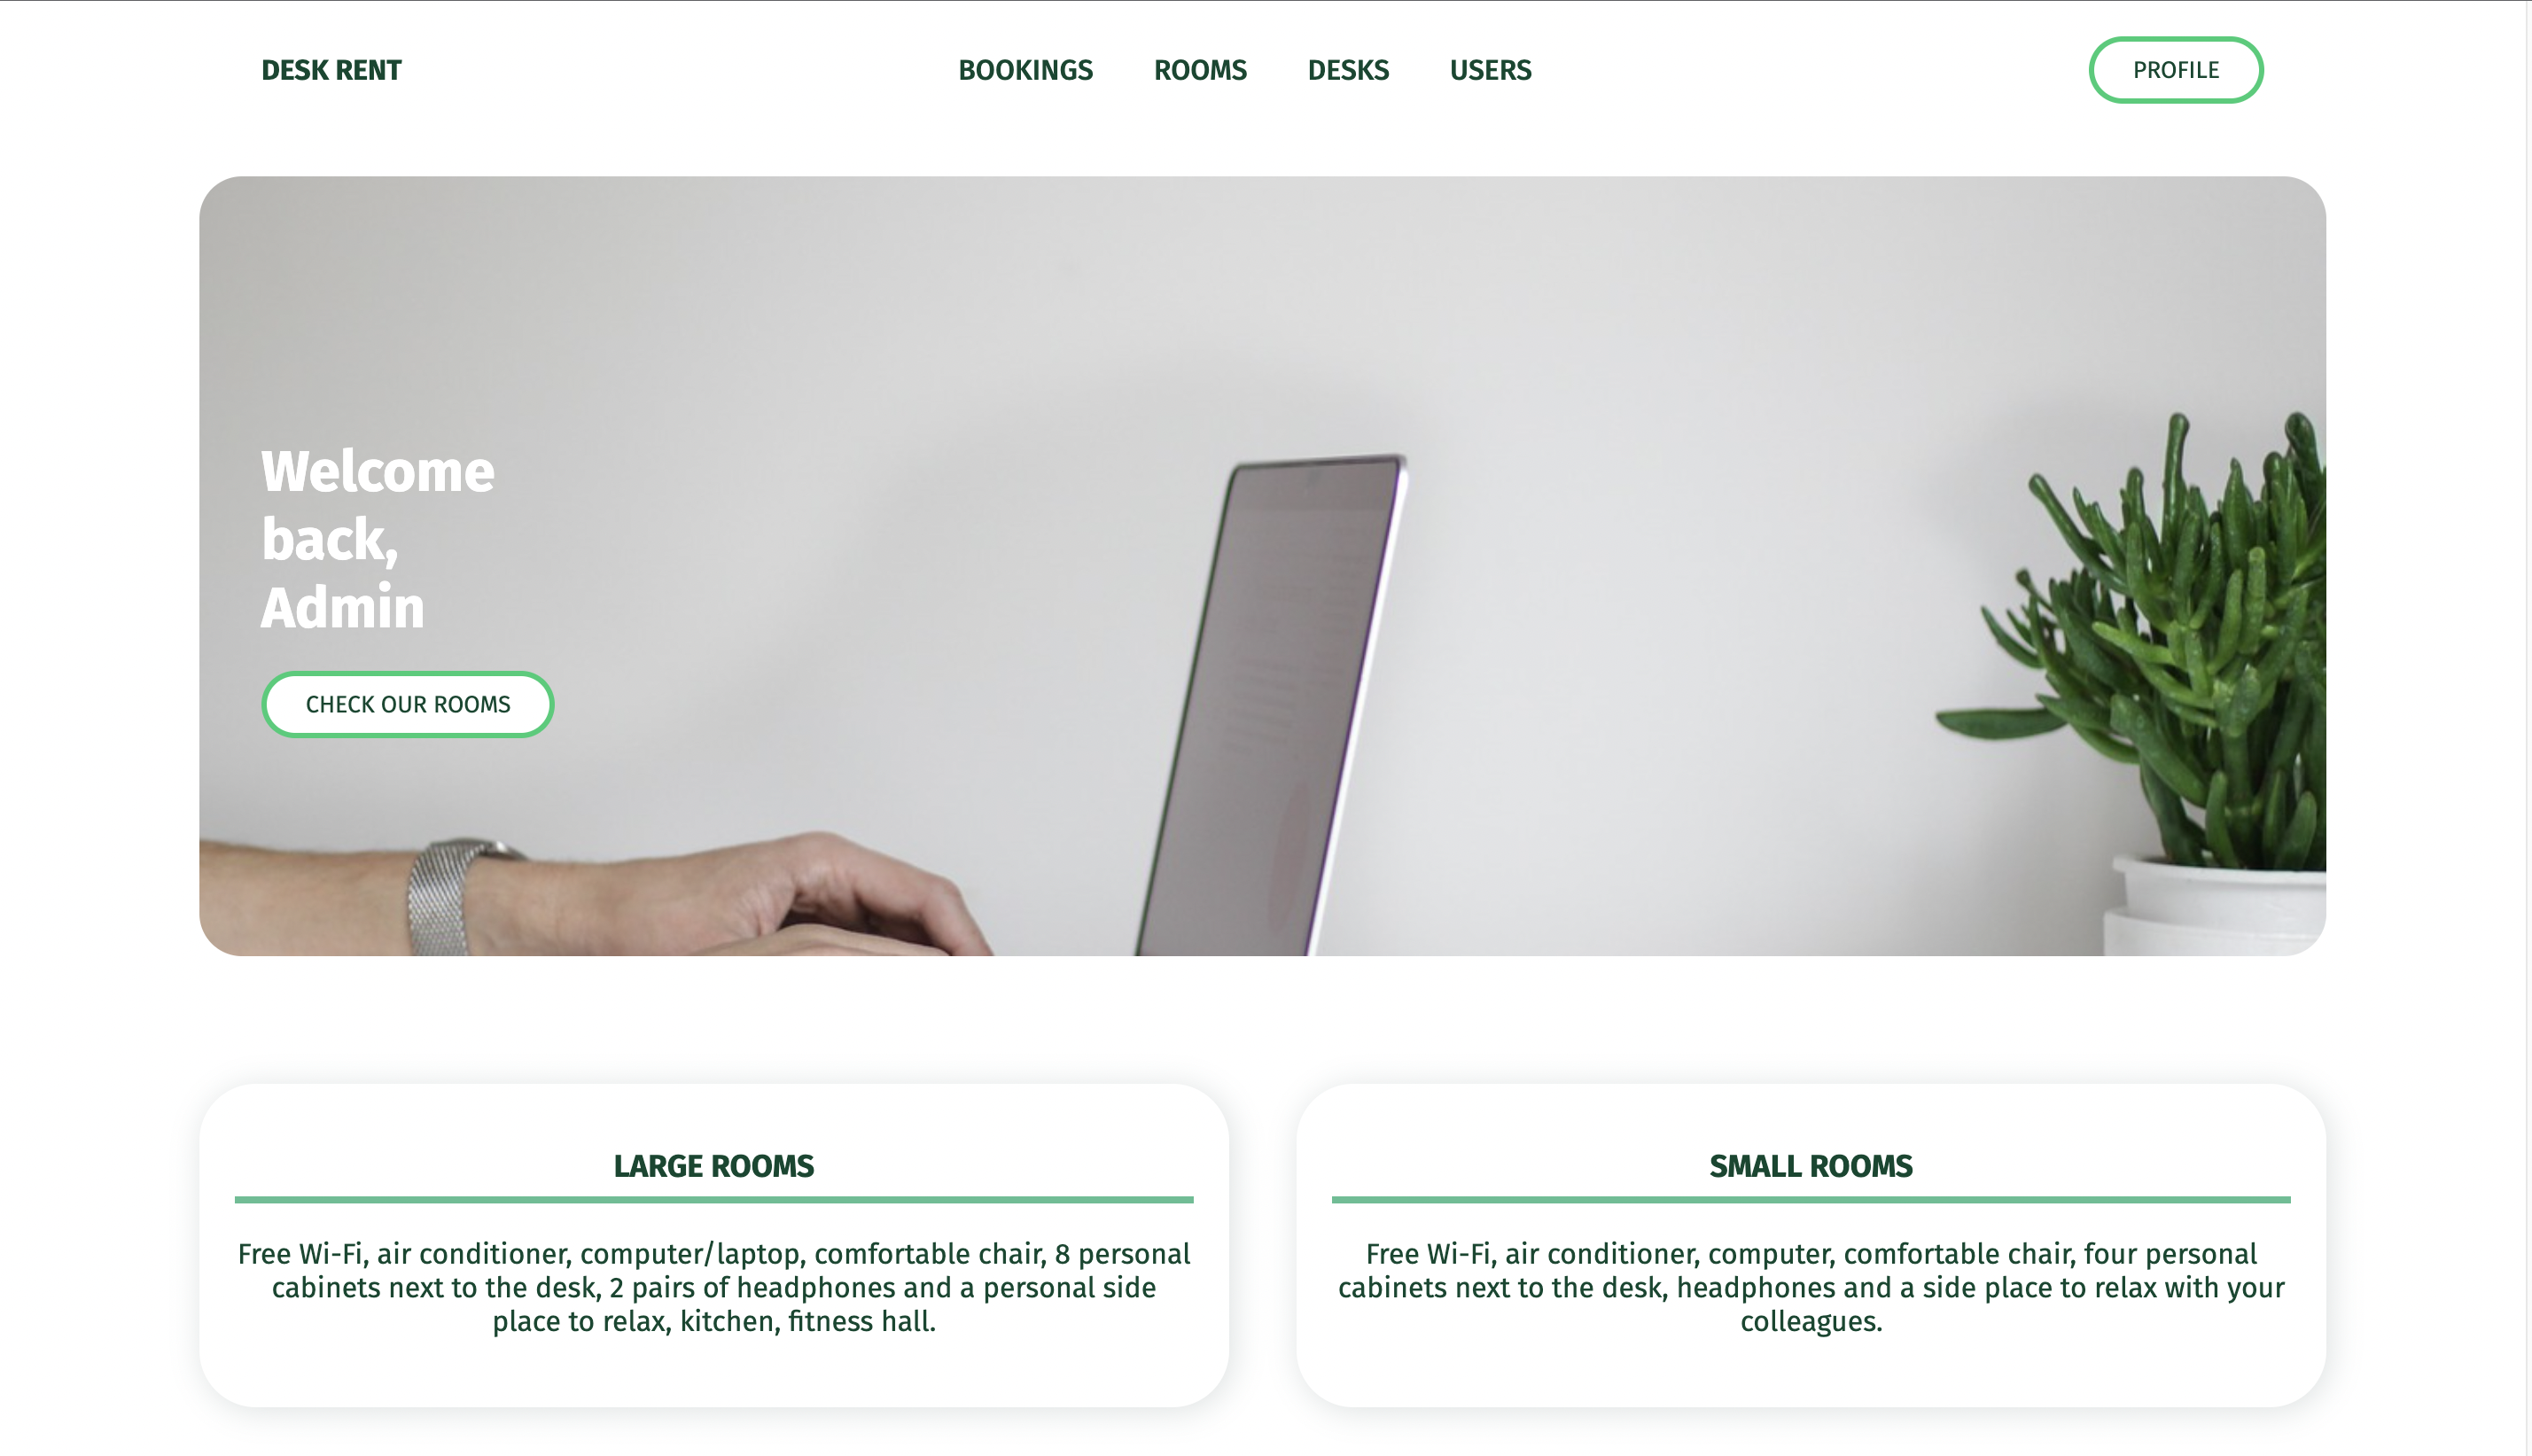 DESK RENT
BOOKINGS
ROOMS
DESKS
USERS
PROFILE
Welcome
back,
Admin
CHECK OUR ROOMS
LARGE ROOMS
Free Wi-Fi, air conditioner, computer/laptop, comfortable chair, 8 personal
cabinets next to the desk, 2 pairs of headphones and a personal side
place to relax, kitchen, fitness hall.
SMALL ROOMS
Free Wi-Fi, air conditioner, computer, comfortable chair, four personal
cabinets next to the desk, headphones and a side place to relax with your
colleagues.